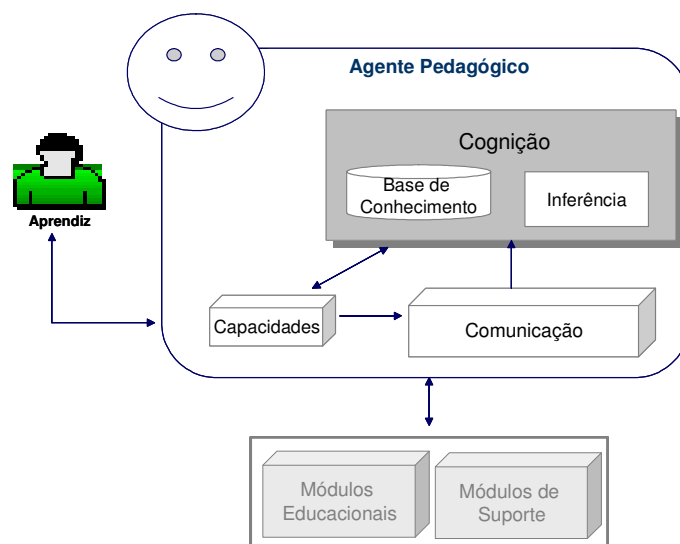 Agente Pedagógico
Cognição
Base de
Conhecimento
Inferência
Aprendiz
Capacidades
Comunicação
Módulos
Educacionais
Módulos de
Suporte